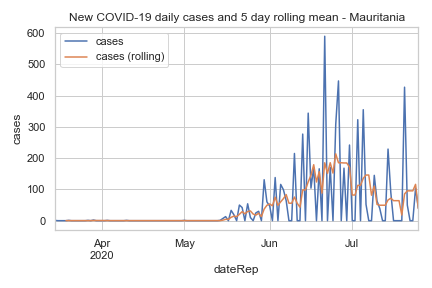 New COVID-19 daily cases and 5 day rolling mean - Mauritania
cases
cases (rolling)
600
500
400
300
200
100
0
cases
Apr
2020
May
Jun
Jul
dateRep